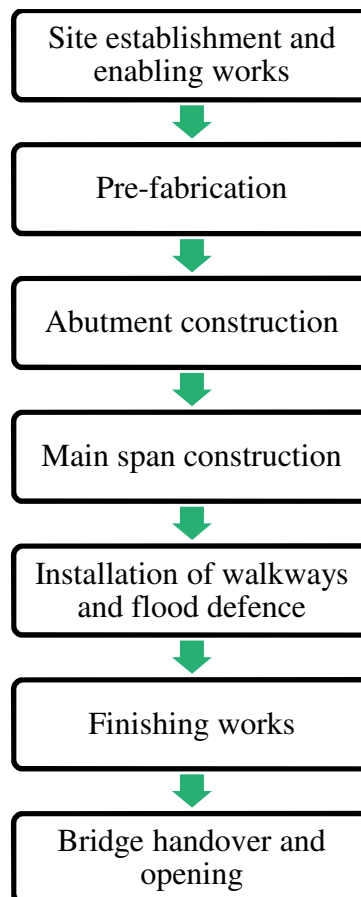 Site establishment and
enabling works
Pre-fabrication
Abutment construction
Main span construction
Installation of walkways
and flood defence
Finishing works
Bridge handover and
opening